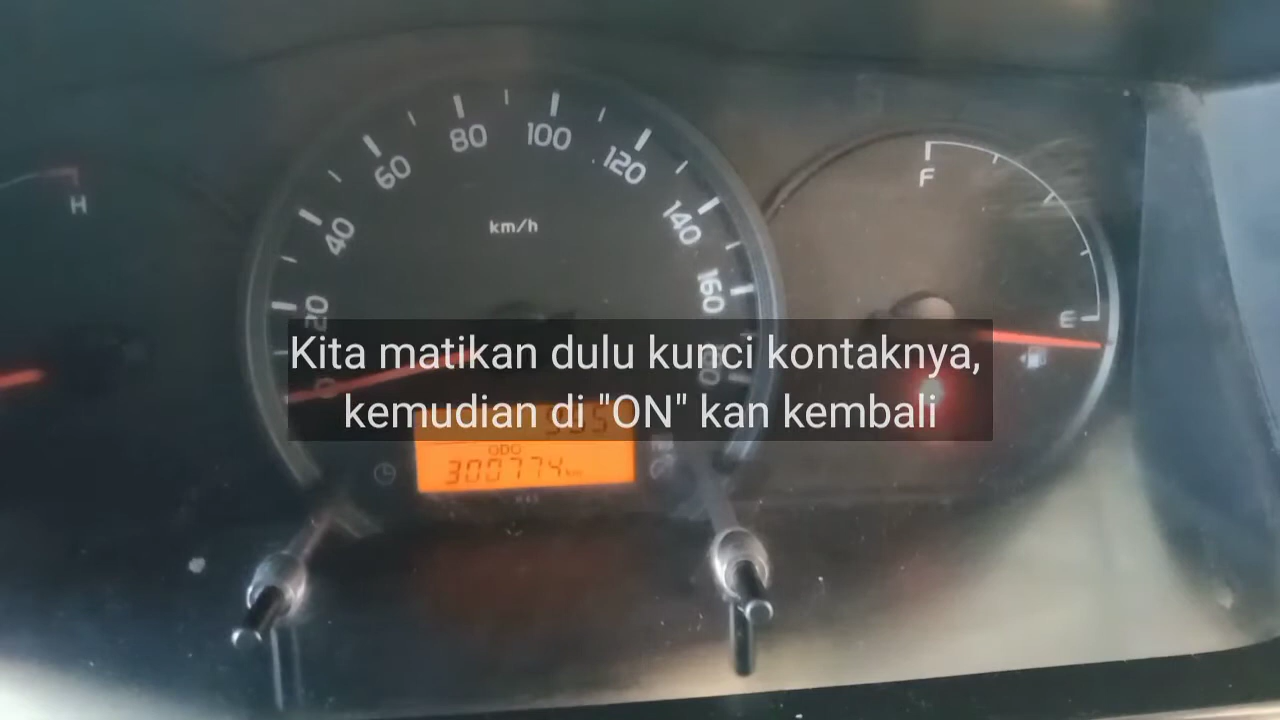 H
20
40
60
80
100
120
140
160
km/h
F
E
Kita matikan dulu kunci kontaknya,
kemudian di "ON" kan kembali
ODO
300774